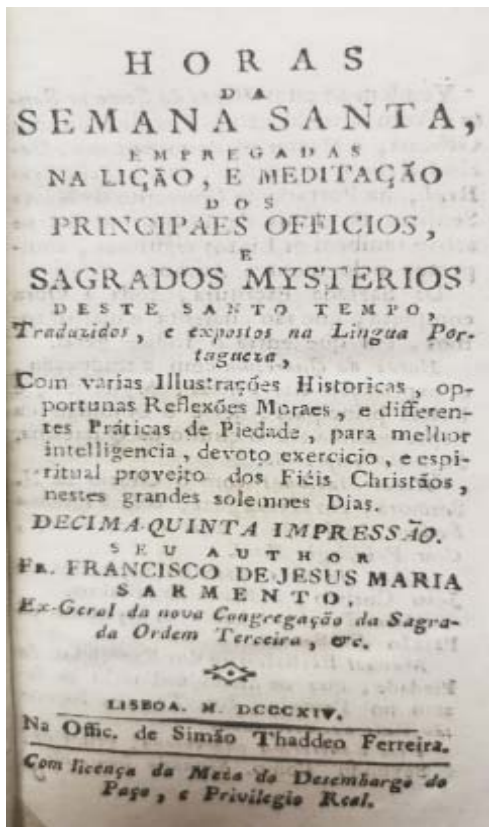 HORAS
DA
SEMANA SANTA,
EMPREGADAS
NA LIÇÃO, E MEDITAÇÃO
DOS
PRINCIPAES OFFICIOS,
E
SAGRADOS MYSTERIOS
DESTE SANTO TEMPO,
Traduzidos, e expostos na Lingua Por-
tugueza,
Com varias Illustrações Historicas, op-
portunas Reflexões Moraes, e differen-
tes Práticas de Piedade, para melhor
intelligencia, devoto exercicio, e espi-
ritual proveito dos Fiéis Christãos,
nestes grandes solemnes Dias.
DECIMA-QUINTA IMPRESSÃO.
SEU AUTHOR
FR. FRANCISCO DE JESUS MARIA
SARMENTO,
Ex-Geral da nova Congregação da Sagra-
da Ordem Terceira, &c.
LISBOA. M. DCCCXIV.
Na Offic. de Simão Thaddeo Ferreira.
Com licença da Meza do Desembargo do
Paço, e Privilegio Real.